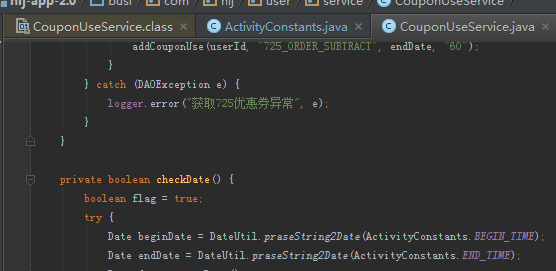 nlj-app-2.0 busi com nlj user service CouponUseService
CouponUseService.class ActivityConstants.java CouponUseService.java
addCouponUse(userId, "725_ORDER_SUBTRACT", endDate, "60");
}
} catch (DAOException e) {
logger.error("获取725优惠券异常", e);
}
}
private boolean checkDate() {
boolean flag = true;
try {
Date beginDate = DateUtil.praseString2Date(ActivityConstants.BEGIN_TIME);
Date endDate = DateUtil.praseString2Date(ActivityConstants.END_TIME);